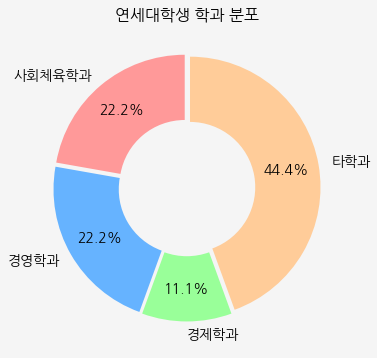 연세대학생 학과 분포
사회체육학과
22.2%
타학과
44.4%
22.2%
경영학과
11.1%
경제학과